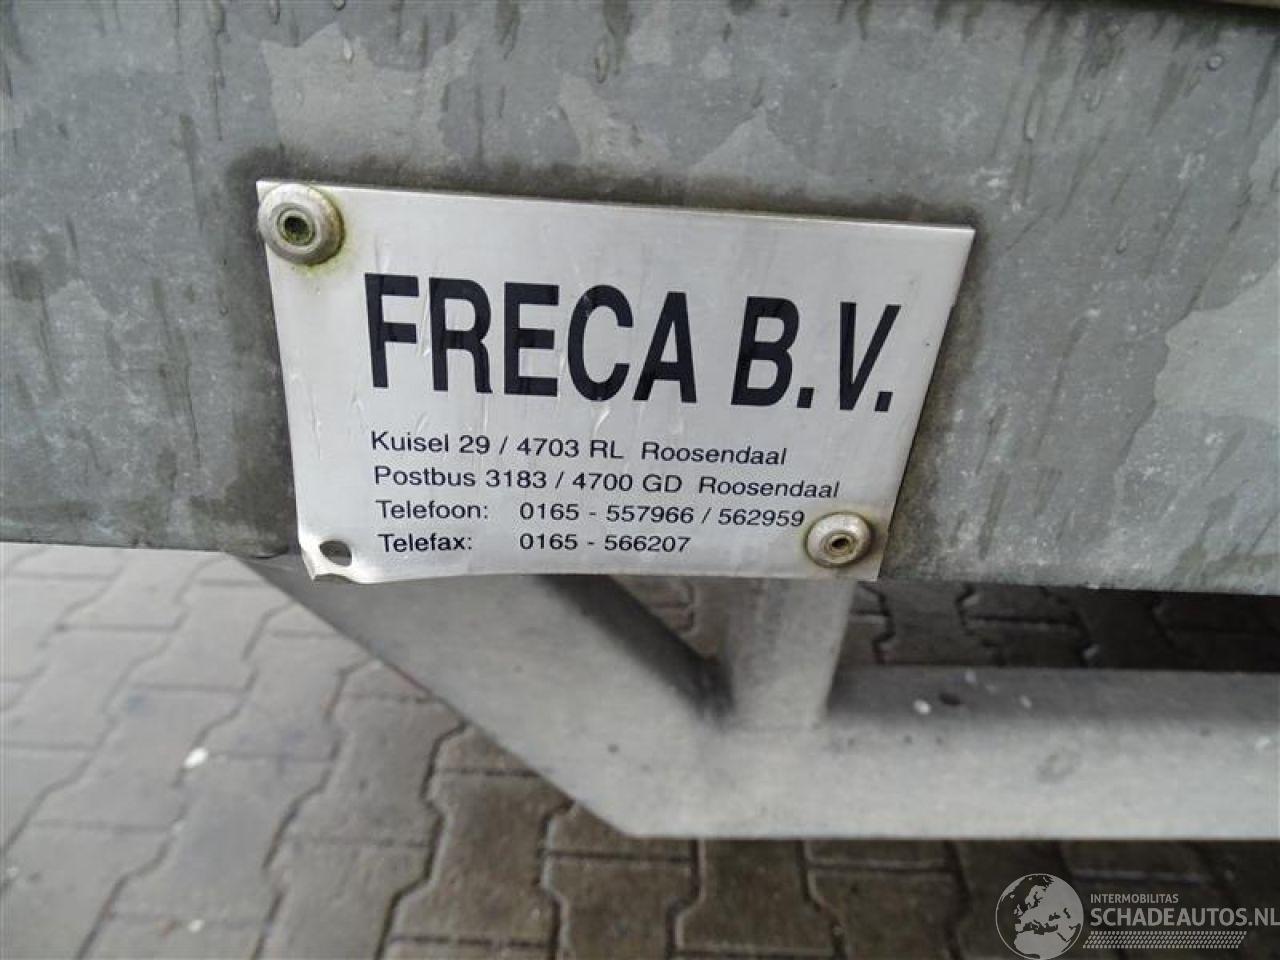 FRECA B.V.
Kuisel 29 / 4703 RL Roosendaal
Postbus 3183 / 4700 GD Roosendaal
Telefoon: 0165 - 557966 / 562959
Telefax: 0165 - 566207
INTERMOBILITAS
SCHADEAUTOS.NL